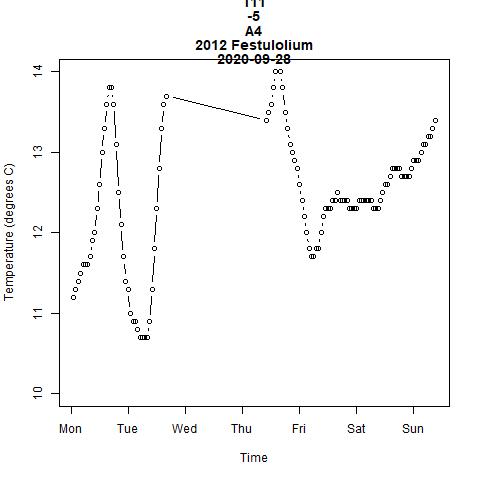 T11
-5
A4
2012 Festulolium
2020-09-28
Temperature (degrees C)
14
13
12
11
10
Mon Tue Wed Thu Fri Sat Sun
Time